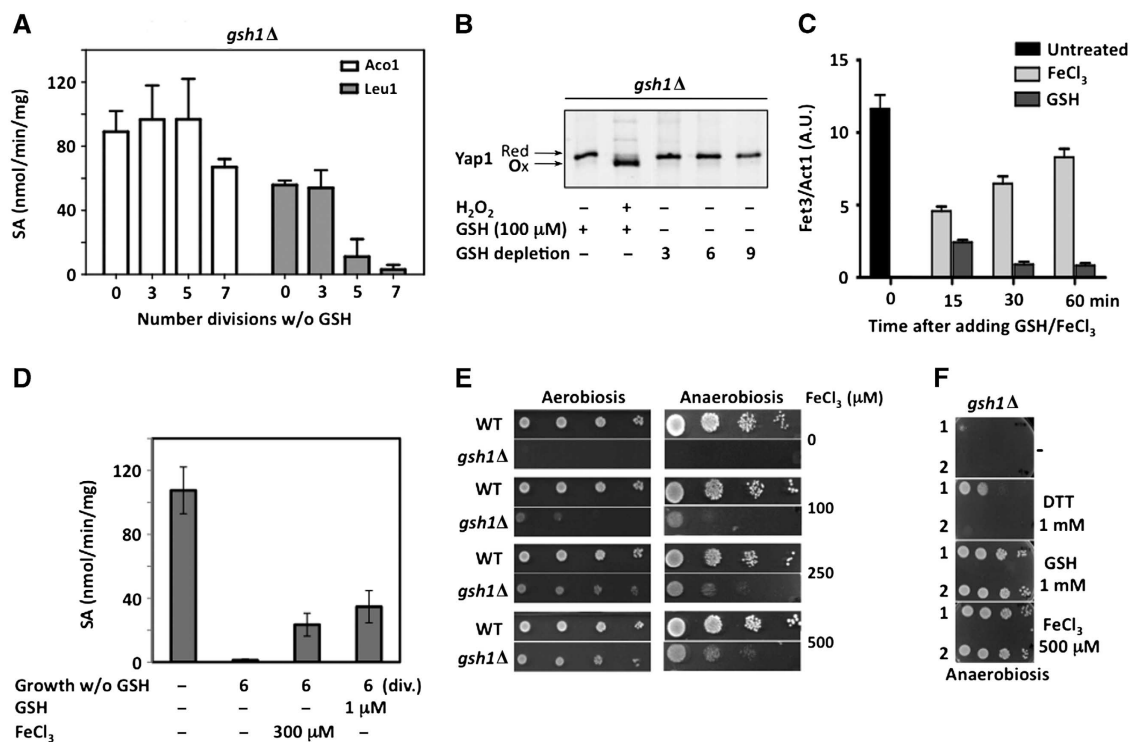 A
gsh1Δ
Aco1
Leu1
SA (nmol/min/mg)
120
80
40
0
0 3 5 7 0 3 5 7
Number divisions w/o GSH
B
gsh1Δ
Yap1
Red
Ox
H₂O₂ – + – – –
GSH (100 μM) + + – – –
GSH depletion – – 3 6 9
C
Untreated
FeCl₃
GSH
Fet3/Act1 (A.U.)
15
10
5
0
0 15 30 60 min
Time after adding GSH/FeCl₃
D
SA (nmol/min/mg)
120
80
40
0
Growth w/o GSH – 6 6 6 (div.)
GSH – – – 1 μM
FeCl₃ – – 300 μM –
E
Aerobiosis Anaerobiosis FeCl₃ (μM)
WT
0
gsh1Δ
WT
100
gsh1Δ
WT
250
gsh1Δ
WT
500
gsh1Δ
F
gsh1Δ
1
-
2
1
DTT
2 1 mM
1
GSH
1 mM
2
1
FeCl₃
500 μM
2
Anaerobiosis